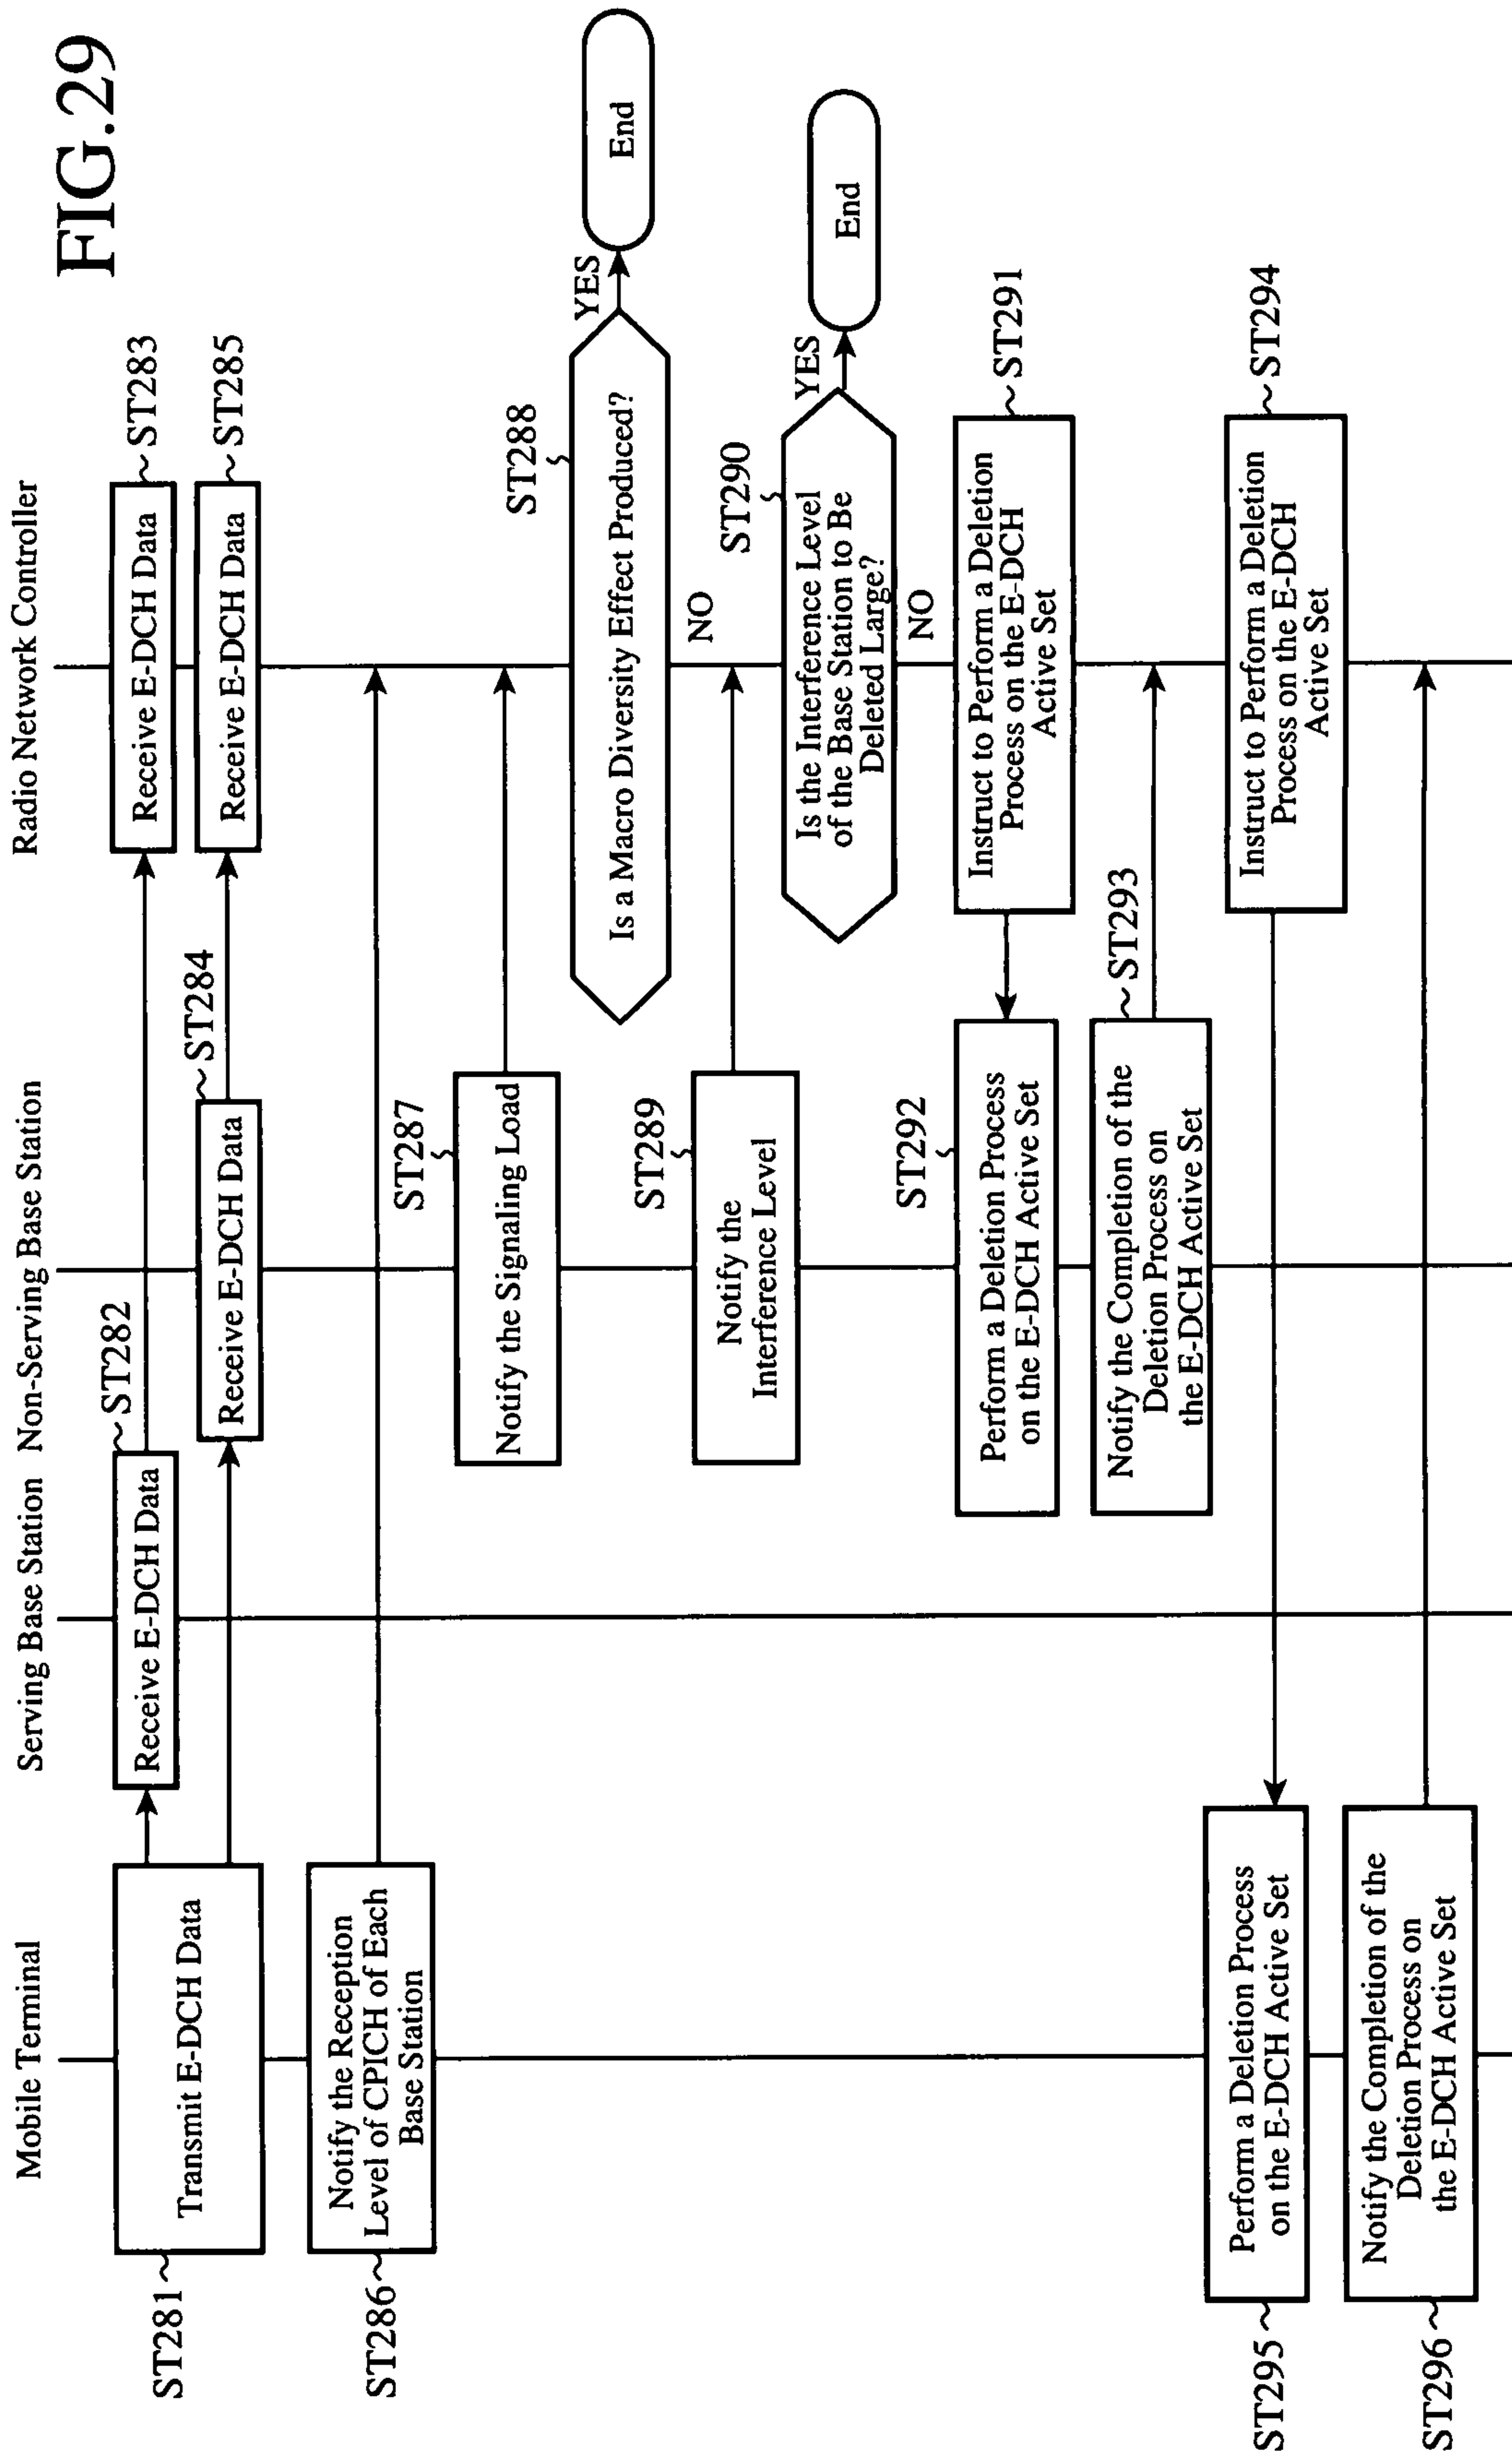 FIG.29
Mobile Terminal
Serving Base Station
Non-Serving Base Station
Radio Network Controller
ST281
Transmit E-DCH Data
ST282
Receive E-DCH Data
ST283
Receive E-DCH Data
ST284
Receive E-DCH Data
ST285
Receive E-DCH Data
ST286
Notify the Reception
Level of CPICH of Each
Base Station
ST287
Notify the Signaling Load
ST288
Is a Macro Diversity Effect Produced?
YES
End
NO
ST289
Notify the
Interference Level
ST290
Is the Interference Level
of the Base Station to Be
Deleted Large?
YES
End
NO
ST291
Instruct to Perform a Deletion
Process on the E-DCH
Active Set
ST292
Perform a Deletion Process
on the E-DCH Active Set
ST293
Notify the Completion of the
Deletion Process on
the E-DCH Active Set
ST294
Instruct to Perform a Deletion
Process on the E-DCH
Active Set
ST295
Perform a Deletion Process
on the E-DCH Active Set
ST296
Notify the Completion of the
Deletion Process on
the E-DCH Active Set